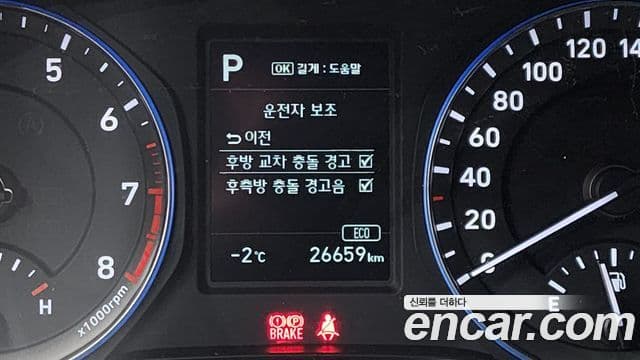 P
OK 길게 : 도움말
운전자 보조
이전
후방 교차 충돌 경고
후측방 충돌 경고음
ECO
-2℃ 26659km
5
6
7
8
x1000rpm
H
BRAKE
0
20
40
60
80
100
120
E
신뢰를 더하다
encar.com